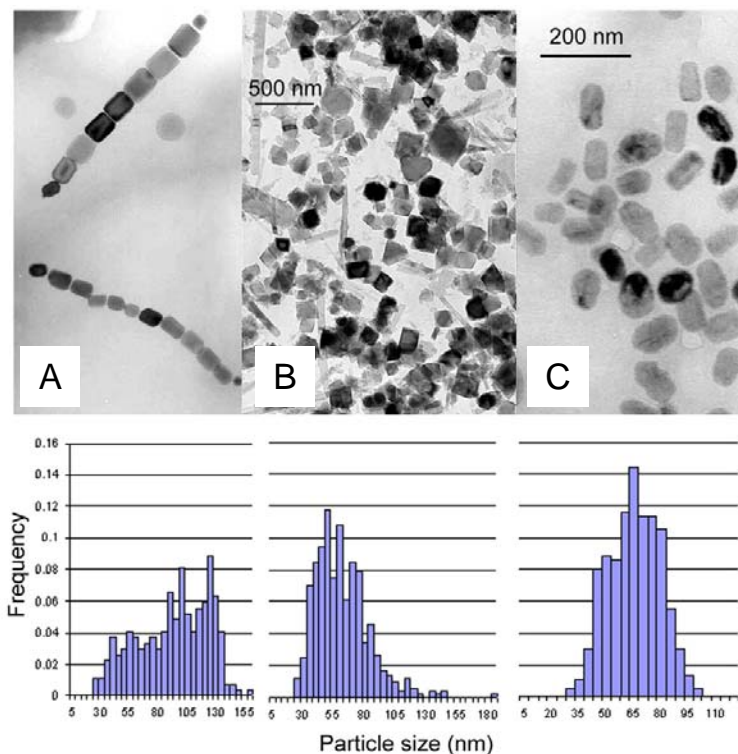 500 nm
200 nm
A
B
C
Frequency
0.16
0.14
0.12
0.1
0.08
0.06
0.04
0.02
0
5 30 55 80 105 130 155
5 30 55 80 105 130 180
5 20 35 50 65 80 95 110
Particle size (nm)